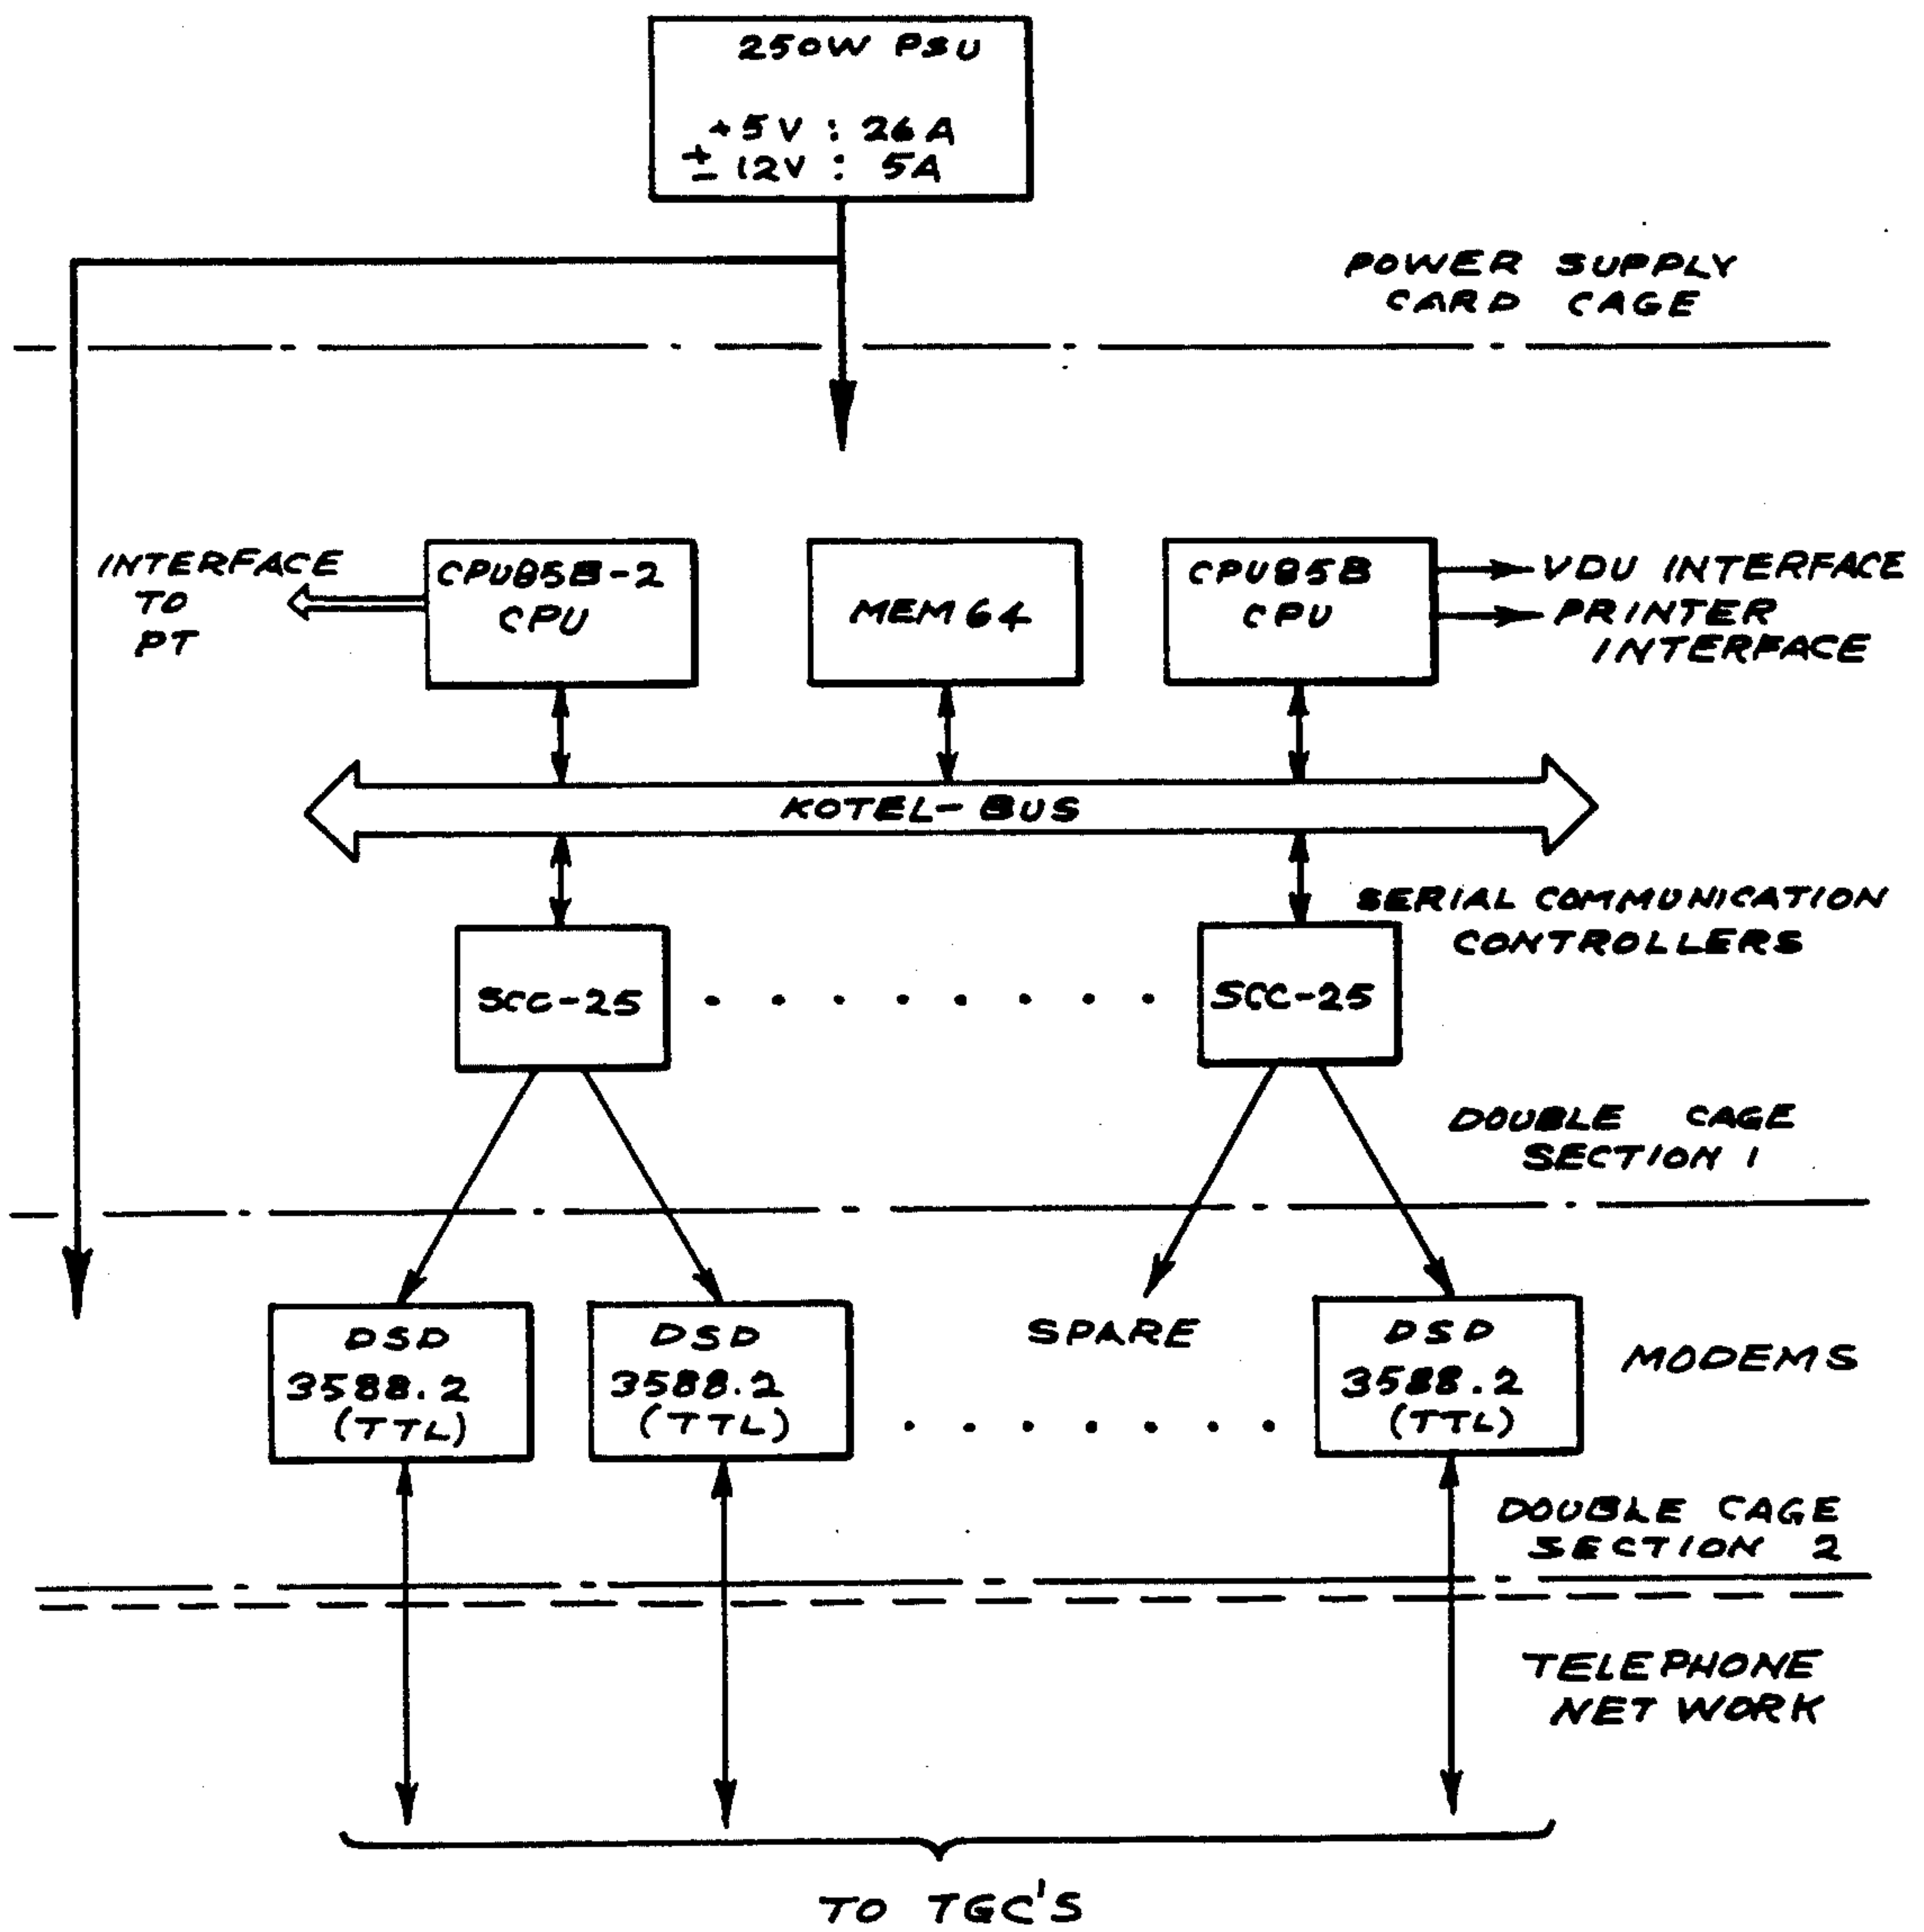 250W PSU
+5V : 26A
± 12V : 5A
POWER SUPPLY
CARD CAGE
INTERFACE
TO
PT
CPU85B-2
CPU
MEM64
CPU85B
CPU
VDU INTERFACE
PRINTER
INTERFACE
KOTEL-BUS
SERIAL COMMUNICATION
CONTROLLERS
SCC-25
SCC-25
DOUBLE CAGE
SECTION 1
DSD
3588.2
(TTL)
DSD
3588.2
(TTL)
SPARE
DSD
3588.2
(TTL)
MODEMS
DOUBLE CAGE
SECTION 2
TELEPHONE
NETWORK
TO TGC'S